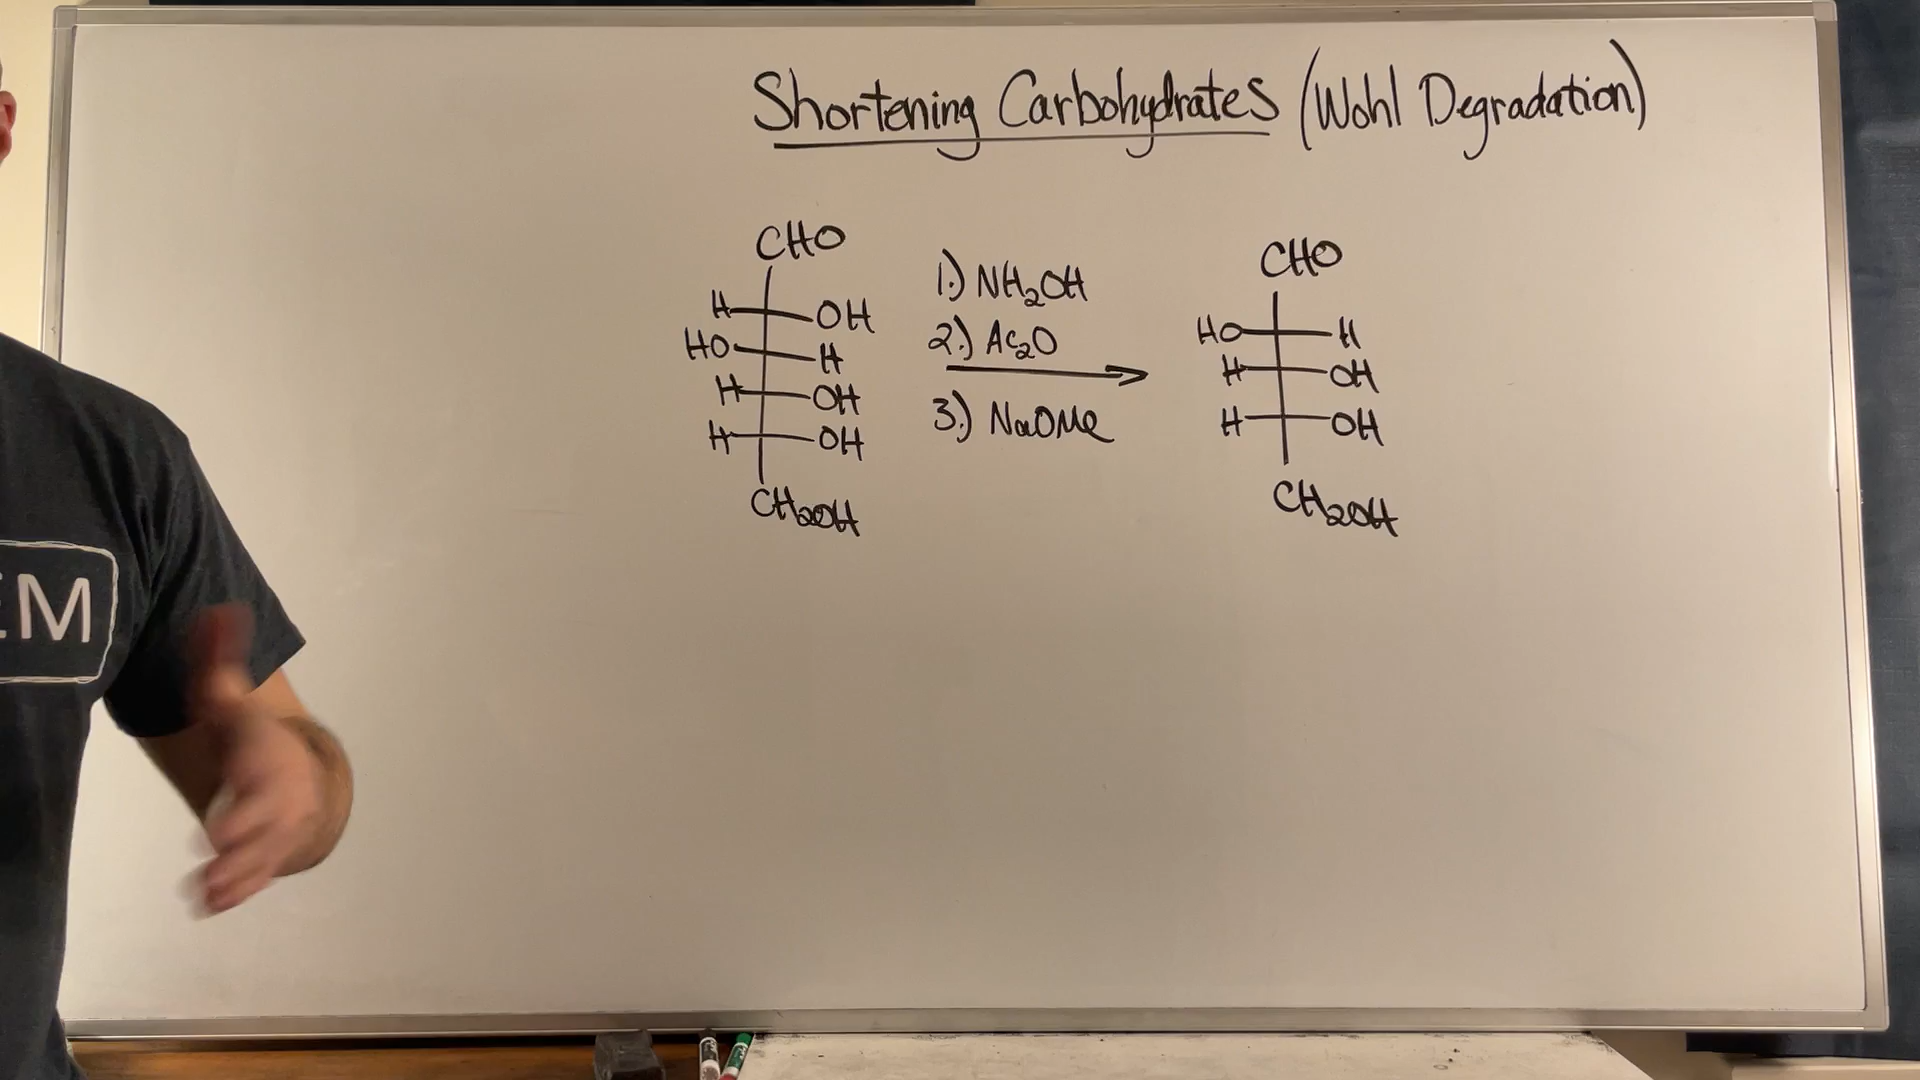 Shortening Carbohydrates (Wohl Degradation)
CHO
H OH
HO H
H OH
H OH
CH₂OH
1.) NH₂OH
2.) Ac₂O
3.) NaOMe
CHO
HO H
H OH
H OH
CH₂OH
EM